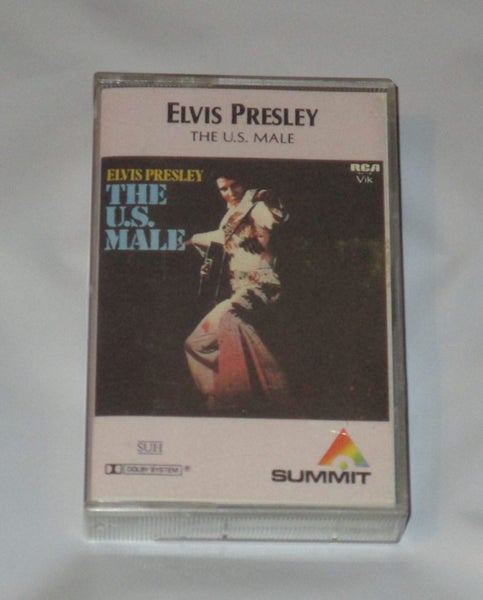 ELVIS PRESLEY
THE U.S. MALE
ELVIS PRESLEY
THE
U.S.
MALE
RCA
Vik
SUH
DOLBY SYSTEM ®
SUMMIT